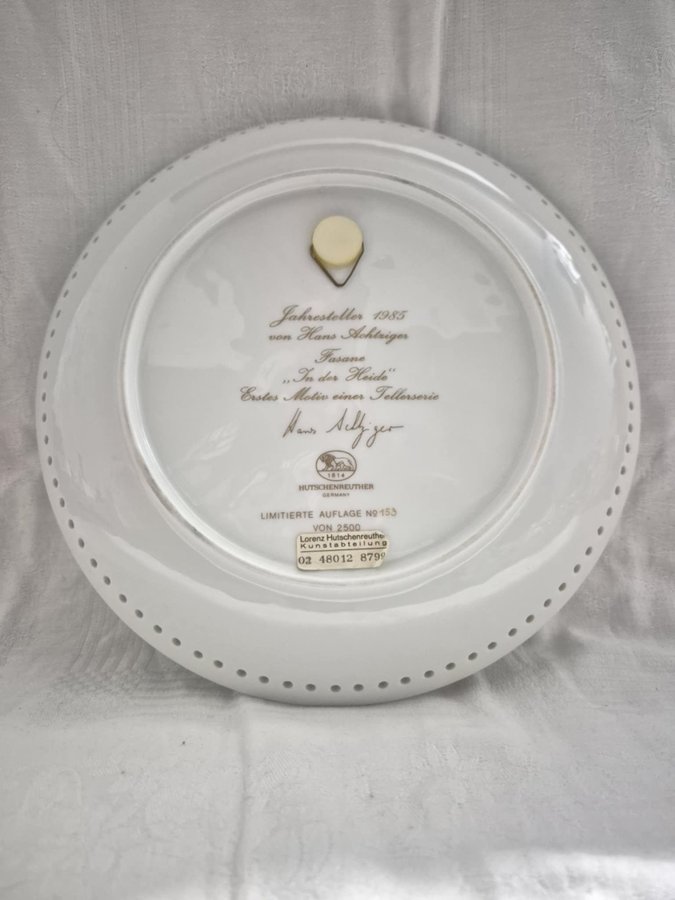 Jahresteller 1985
von Hans Achtziger
Fasane
„In der Heide"
Erstes Motiv einer Tellerserie
Hans Achtziger
1814
HUTSCHENREUTHER
GERMANY
LIMITIERTE AUFLAGE No 153
VON 2500
Lorenz Hutschenreuther
Kunstabteilung
02 48012 8799